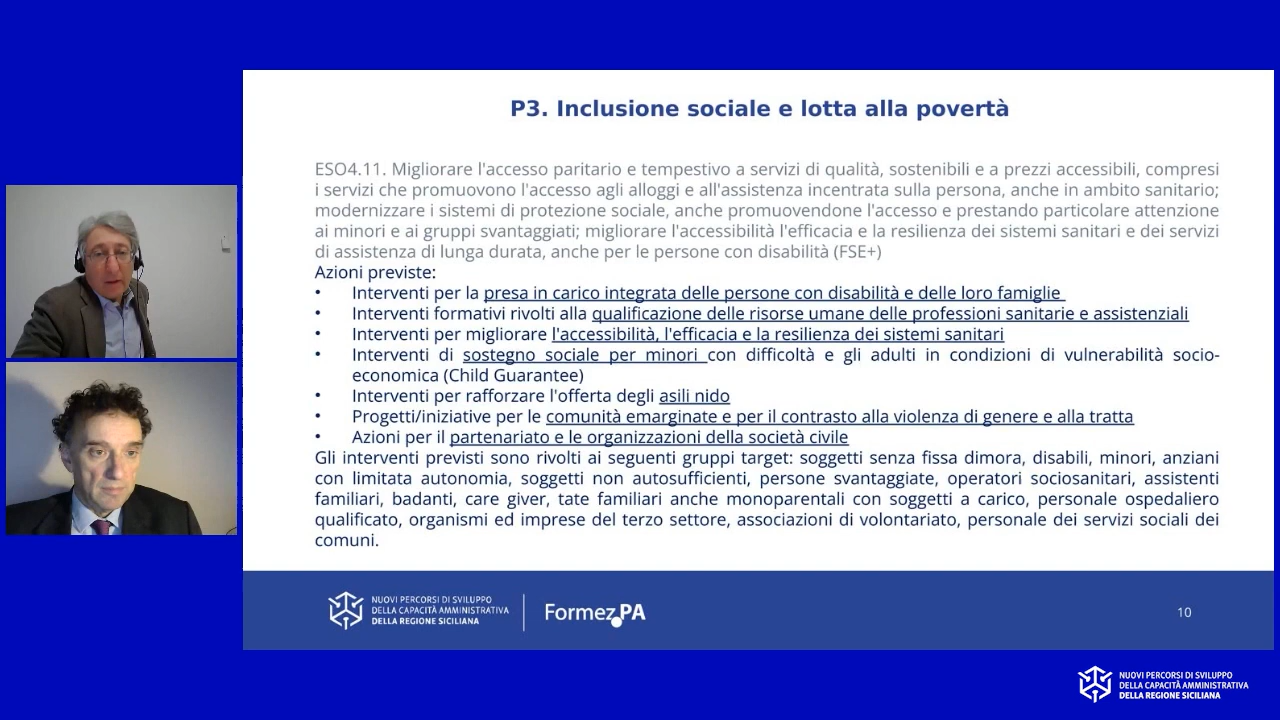 P3. Inclusione sociale e lotta alla povertà
ESO4.11. Migliorare l'accesso paritario e tempestivo a servizi di qualità, sostenibili e a prezzi accessibili, compresi
i servizi che promuovono l'accesso agli alloggi e all'assistenza incentrata sulla persona, anche in ambito sanitario;
modernizzare i sistemi di protezione sociale, anche promuovendone l'accesso e prestando particolare attenzione
ai minori e ai gruppi svantaggiati; migliorare l'accessibilità l'efficacia e la resilienza dei sistemi sanitari e dei servizi
di assistenza di lunga durata, anche per le persone con disabilità (FSE+)
Azioni previste:
• Interventi per la presa in carico integrata delle persone con disabilità e delle loro famiglie
• Interventi formativi rivolti alla qualificazione delle risorse umane delle professioni sanitarie e assistenziali
• Interventi per migliorare l'accessibilità, l'efficacia e la resilienza dei sistemi sanitari
• Interventi di sostegno sociale per minori con difficoltà e gli adulti in condizioni di vulnerabilità socio-
economica (Child Guarantee)
• Interventi per rafforzare l'offerta degli asili nido
• Progetti/iniziative per le comunità emarginate e per il contrasto alla violenza di genere e alla tratta
• Azioni per il partenariato e le organizzazioni della società civile
Gli interventi previsti sono rivolti ai seguenti gruppi target: soggetti senza fissa dimora, disabili, minori, anziani
con limitata autonomia, soggetti non autosufficienti, persone svantaggiate, operatori sociosanitari, assistenti
familiari, badanti, care giver, tate familiari anche monoparentali con soggetti a carico, personale ospedaliero
qualificato, organismi ed imprese del terzo settore, associazioni di volontariato, personale dei servizi sociali dei
comuni.
NUOVI PERCORSI DI SVILUPPO
DELLA CAPACITÀ AMMINISTRATIVA
DELLA REGIONE SICILIANA
Formez.PA
10
NUOVI PERCORSI DI SVILUPPO
DELLA CAPACITÀ AMMINISTRATIVA
DELLA REGIONE SICILIANA